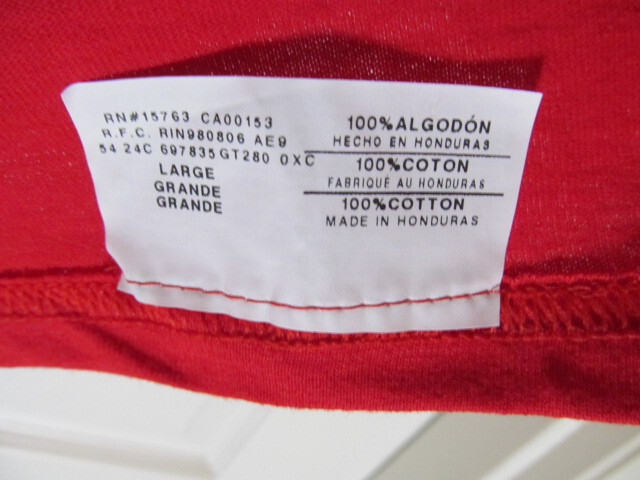 RN#15763 CA00153
R.F.C. RIN980806 AE9
54 24C 697835GT280 0XC
LARGE
GRANDE
GRANDE
100%ALGODÓN
HECHO EN HONDURAS
100%COTON
FABRIQUÉ AU HONDURAS
100%COTTON
MADE IN HONDURAS